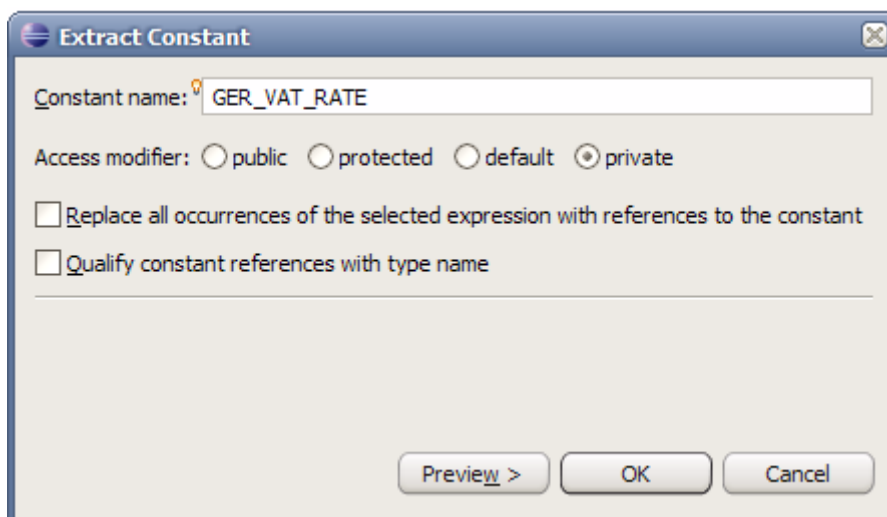 Extract Constant
Constant name: GER_VAT_RATE
Access modifier: public protected default private
Replace all occurrences of the selected expression with references to the constant
Qualify constant references with type name
Preview > OK Cancel